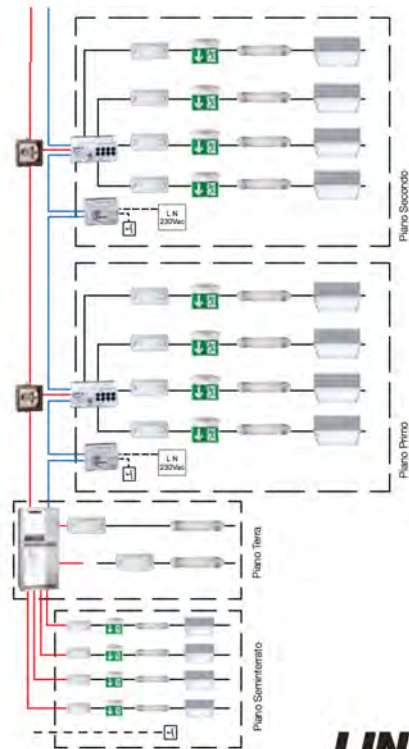 Piano Secondo
L N
230Vac
Piano Primo
L N
230Vac
Piano Terra
Piano Seminterrato